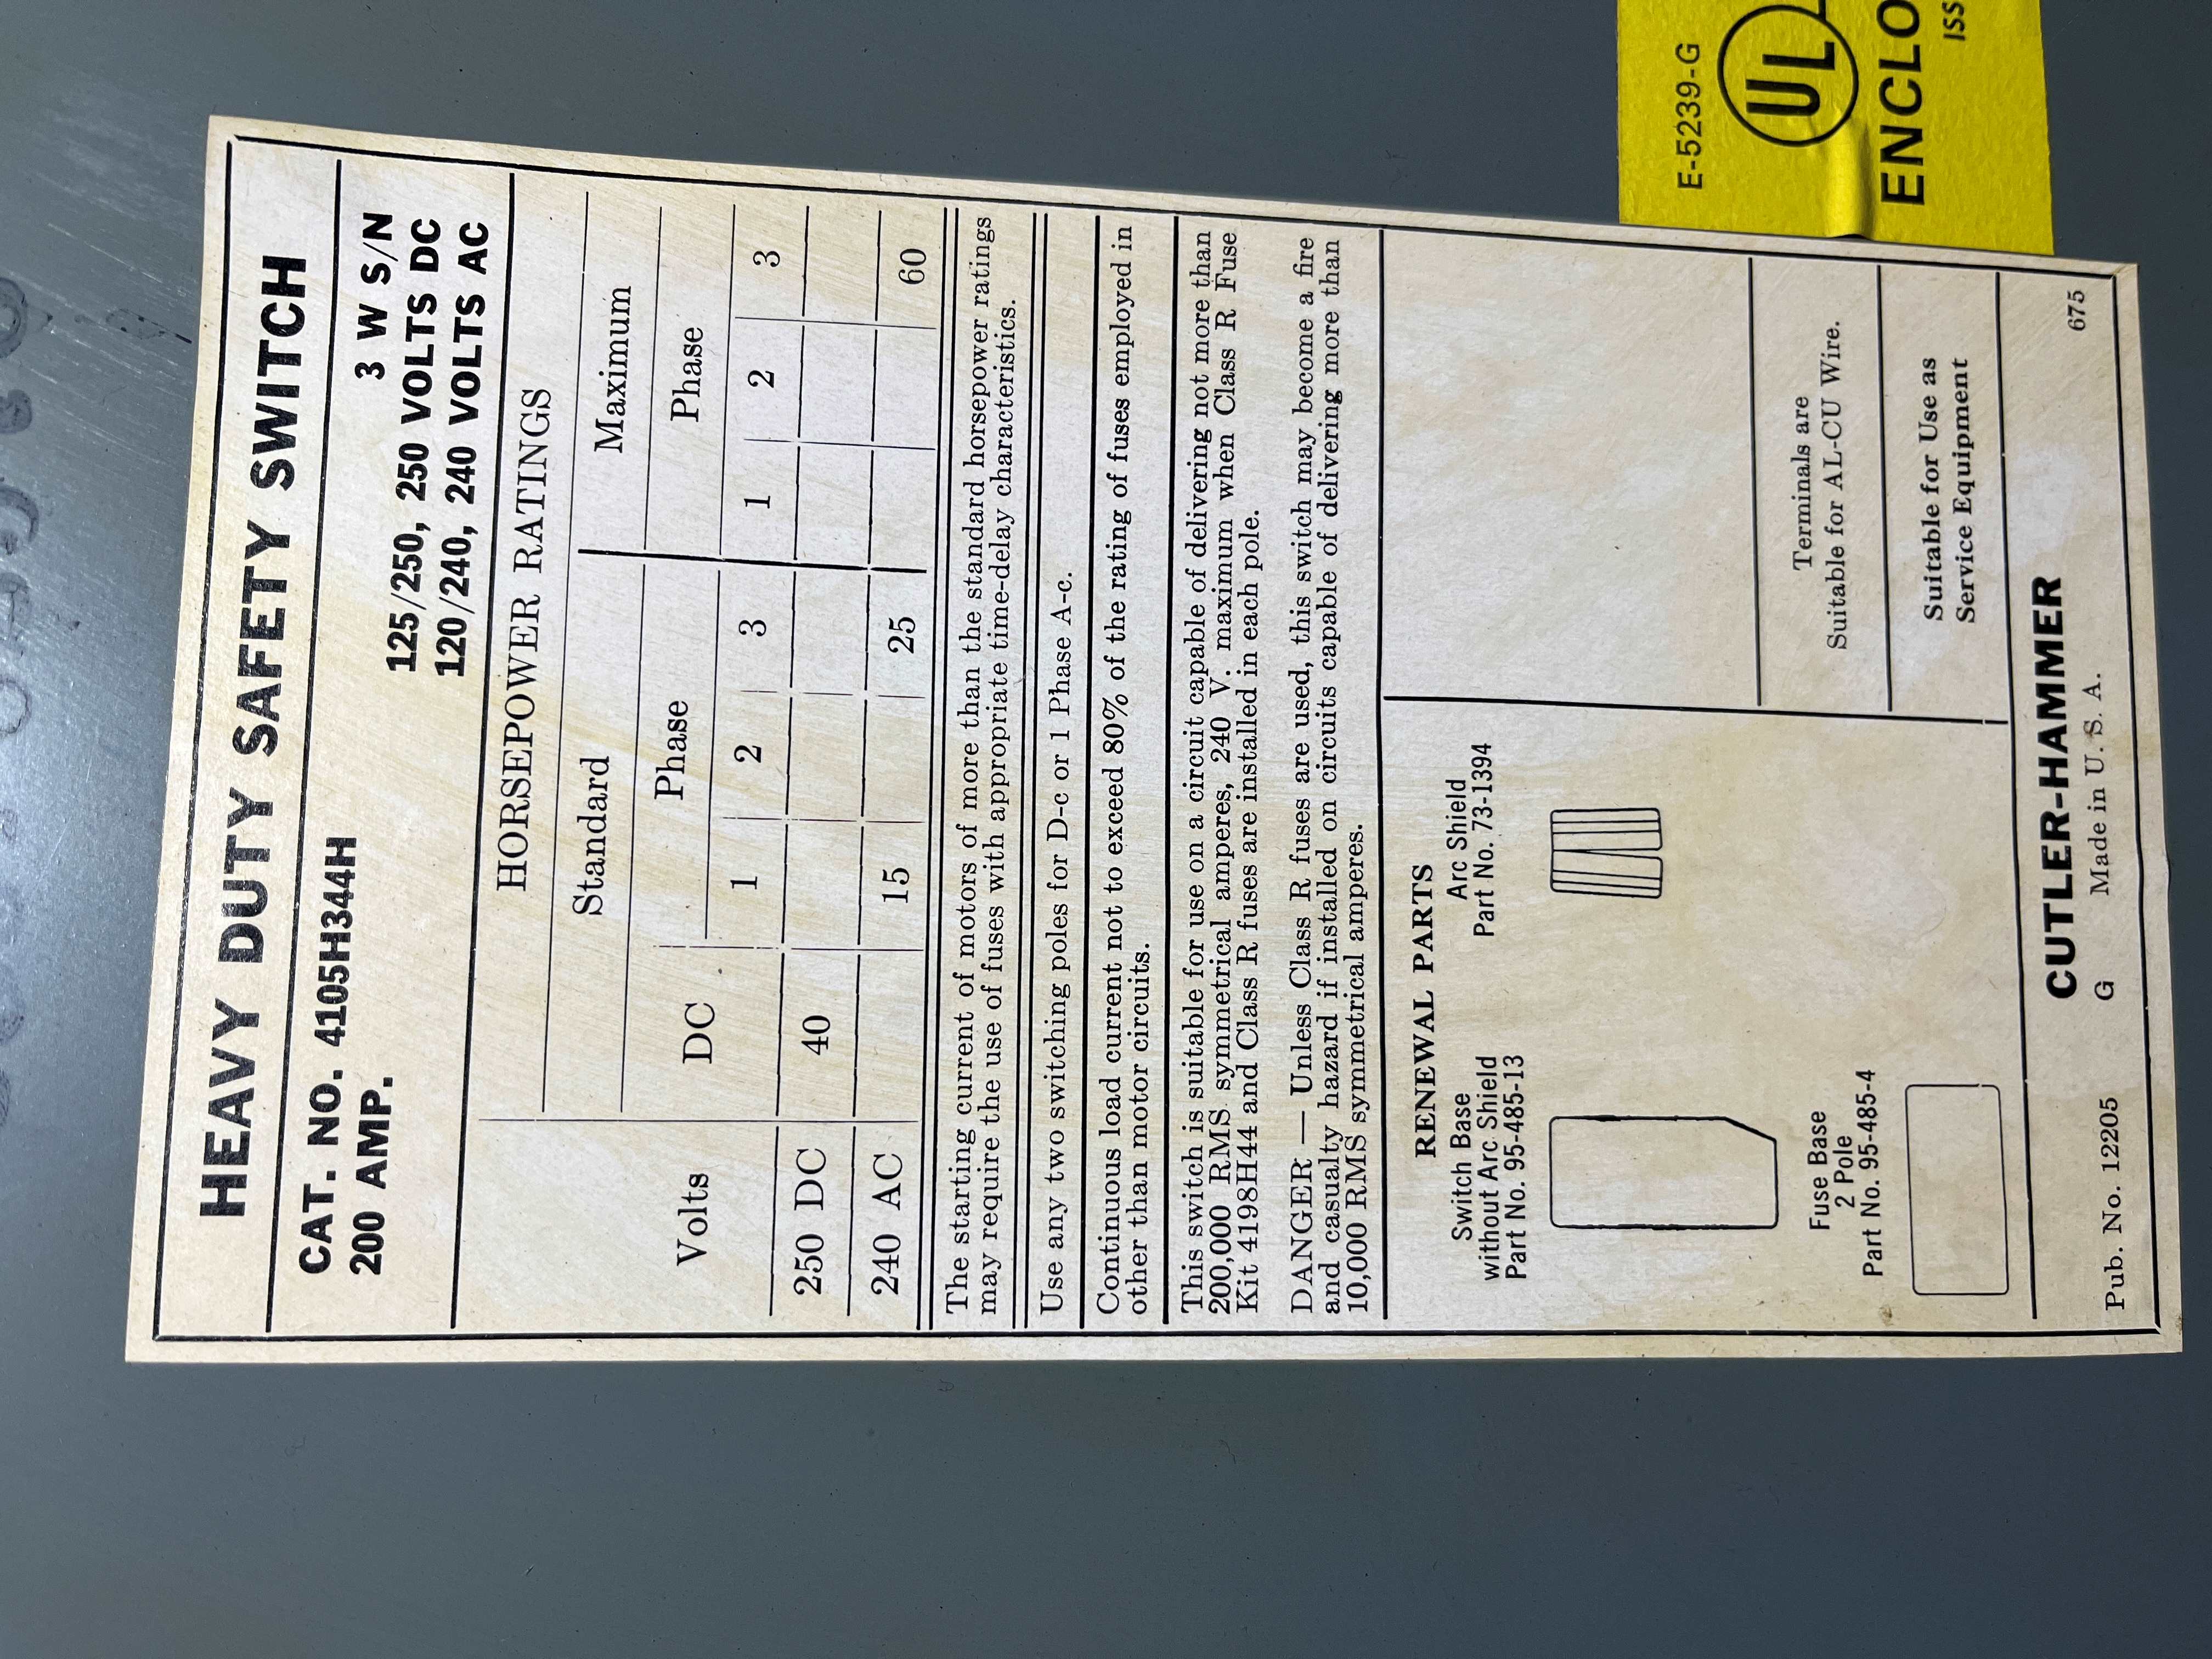 HEAVY DUTY SAFETY SWITCH
CAT. NO. 4105H344H 3 W S/N
200 AMP. 125/250, 250 VOLTS DC
120/240, 240 VOLTS AC
HORSEPOWER RATINGS
Standard Maximum
Volts DC Phase Phase
1 2 3 1 2 3
250 DC 40
240 AC 15 25 60
The starting current of motors of more than the standard horsepower ratings
may require the use of fuses with appropriate time-delay characteristics.
Use any two switching poles for D-c or 1 Phase A-c.
Continuous load current not to exceed 80% of the rating of fuses employed in
other than motor circuits.
This switch is suitable for use on a circuit capable of delivering not more than
200,000 RMS symmetrical amperes, 240 V. maximum when Class R Fuse
Kit 4198H44 and Class R fuses are installed in each pole.
DANGER — Unless Class R fuses are used, this switch may become a fire
and casualty hazard if installed on circuits capable of delivering more than
10,000 RMS symmetrical amperes.
RENEWAL PARTS
Switch Base
without Arc Shield
Part No. 95-485-13
Arc Shield
Part No. 73-1394
Fuse Base
2 Pole
Part No. 95-485-4
Terminals are
Suitable for AL-CU Wire.
Suitable for Use as
Service Equipment
CUTLER-HAMMER
Pub. No. 12205 G Made in U. S. A. 675
E-5239-G
UL
ENCLO
ISS